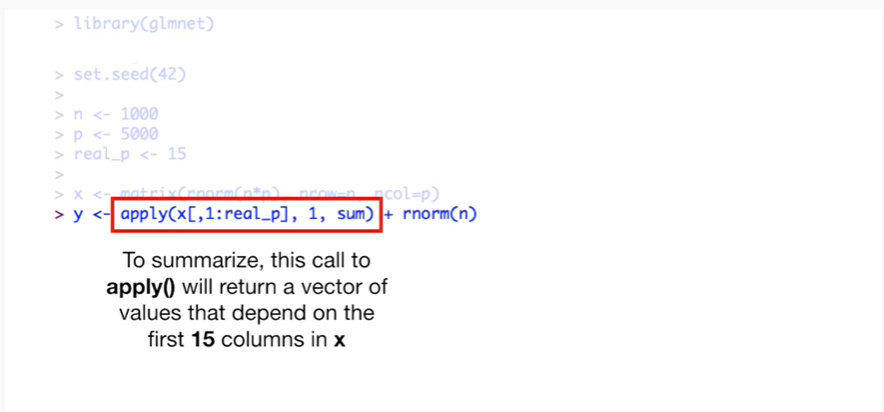 > library(glmnet)
> set.seed(42)
>
> n <- 1000
> p <- 5000
> real_p <- 15
>
> x <- matrix(rnorm(n*p), nrow=n, ncol=p)
> y <- apply(x[,1:real_p], 1, sum) + rnorm(n)
To summarize, this call to
apply() will return a vector of
values that depend on the
first 15 columns in x